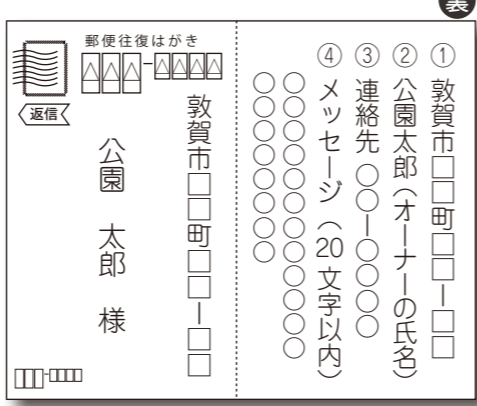 裏
郵便往復はがき
△△△-△△△△
返信
敦賀市□□町□□ー□□
公園 太郎 様
□□□-□□□□
① 敦賀市□□町□□ー□□
② 公園太郎(オーナーの氏名)
③ 連絡先 ○○ー○○○○
④ メッセージ(20文字以内)
○○○○○○○○○○
○○○○○○○○